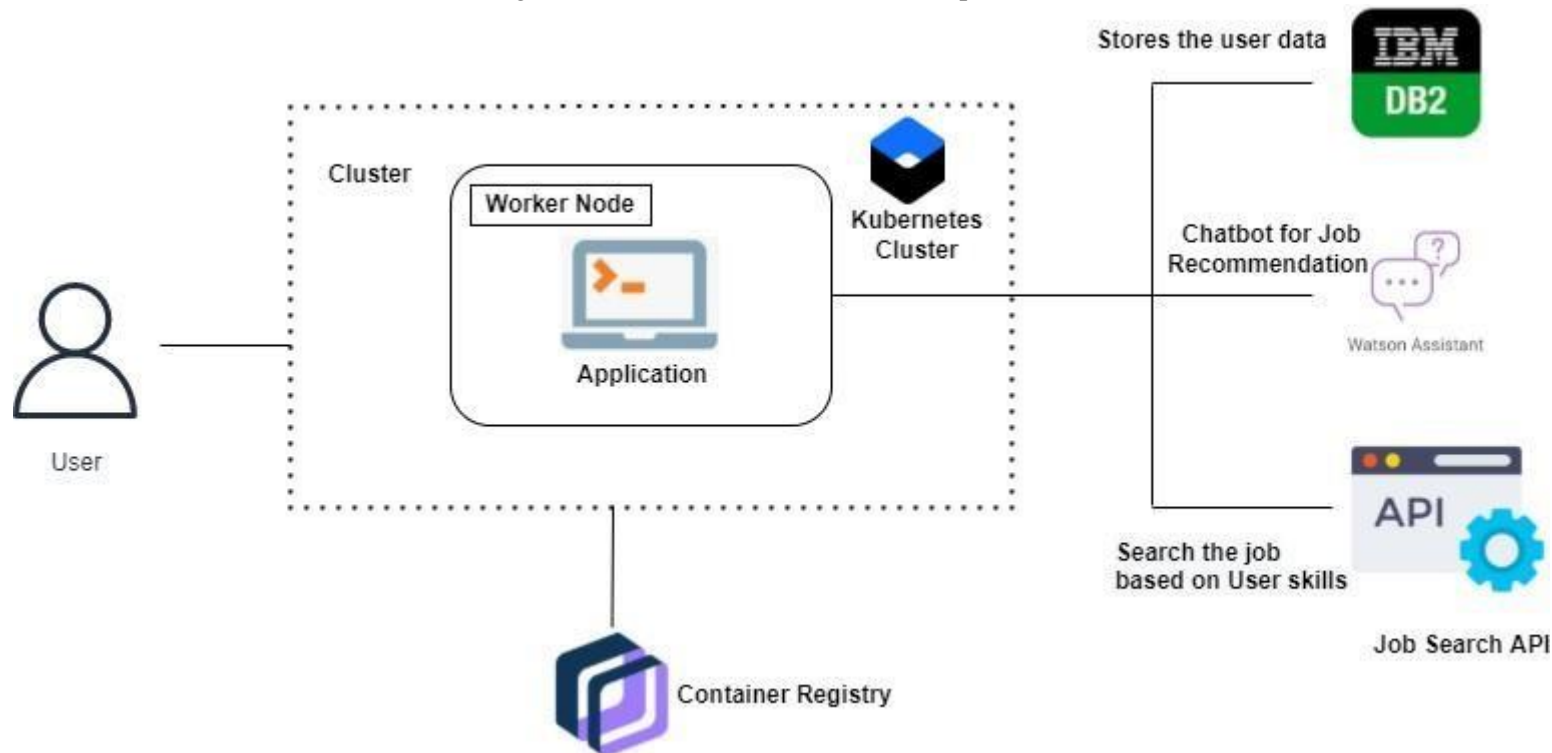 Stores the user data
IBM
DB2
Cluster
Worker Node
Kubernetes
Cluster
Chatbot for Job
Recommendation
?
Watson Assistant
Application
User
API
Search the job
based on User skills
Job Search API
Container Registry